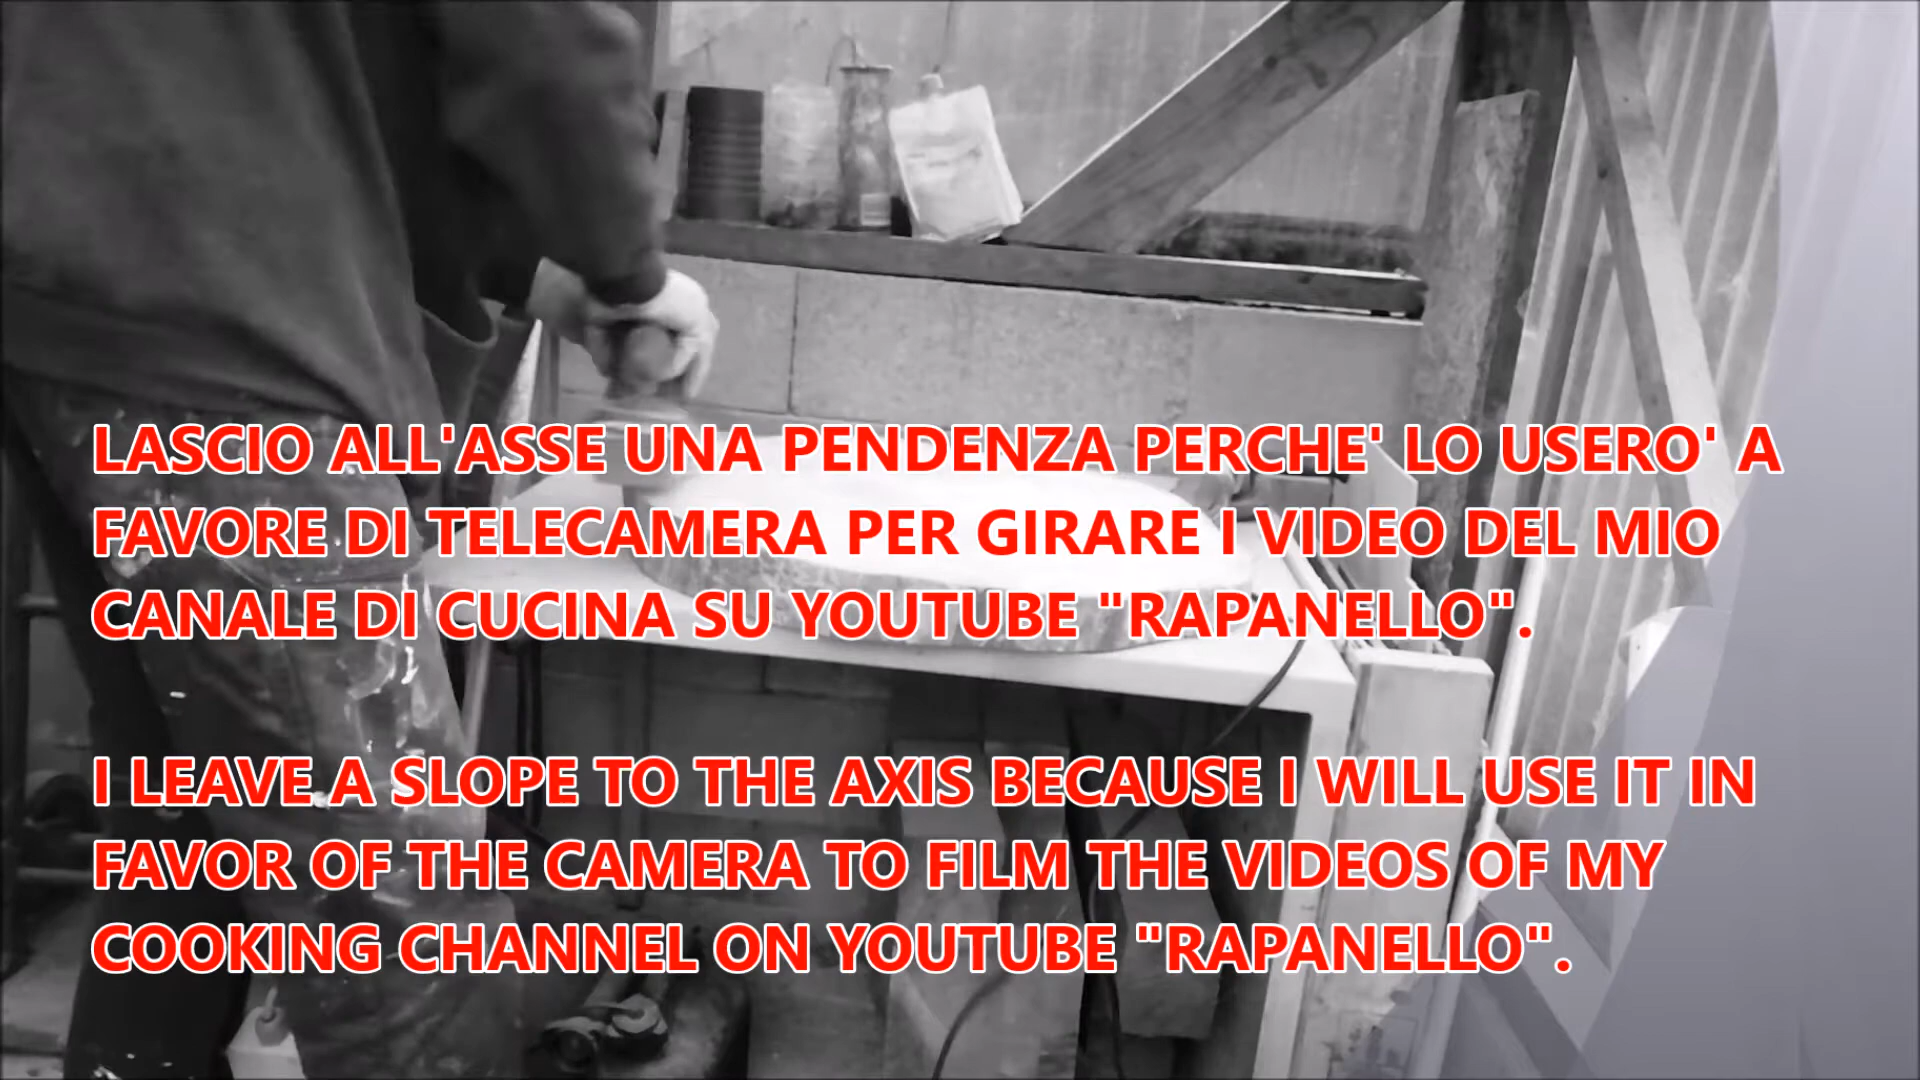 LASCIO ALL'ASSE UNA PENDENZA PERCHE' LO USERO' A
FAVORE DI TELECAMERA PER GIRARE I VIDEO DEL MIO
CANALE DI CUCINA SU YOUTUBE "RAPANELLO".
I LEAVE A SLOPE TO THE AXIS BECAUSE I WILL USE IT IN
FAVOR OF THE CAMERA TO FILM THE VIDEOS OF MY
COOKING CHANNEL ON YOUTUBE "RAPANELLO".